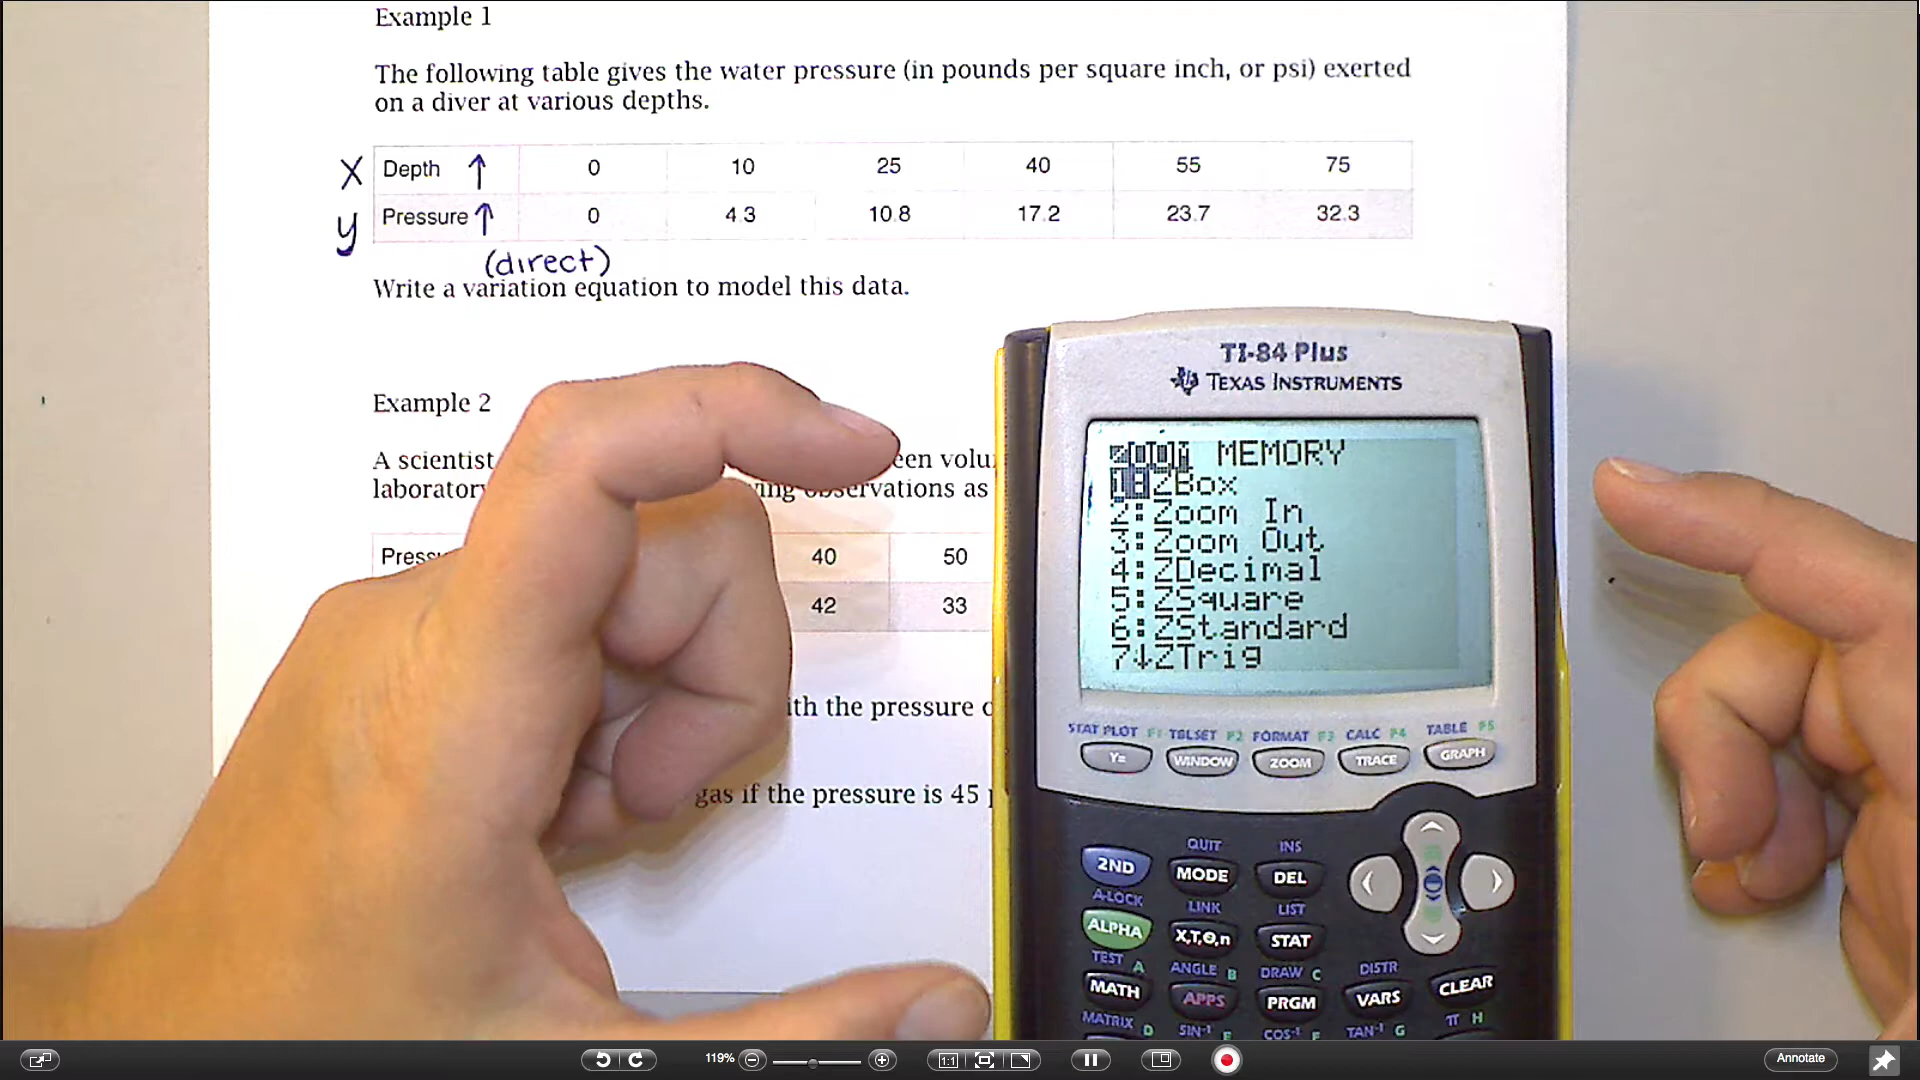 Example 1
The following table gives the water pressure (in pounds per square inch, or psi) exerted
on a diver at various depths.
X Depth ↑ 0 10 25 40 55 75
y Pressure ↑ 0 4.3 10.8 17.2 23.7 32.3
(direct)
Write a variation equation to model this data.
Example 2
A scientist
laboratory observations as
40 50
42 33
with the pressure
gas if the pressure is 45
TI-84 Plus
TEXAS INSTRUMENTS
ZOOM MEMORY
1:ZBox
2:Zoom In
3:Zoom Out
4:ZDecimal
5:ZSquare
6:ZStandard
7↓ZTrig
STAT PLOT F1 TBLSET F2 FORMAT F3 CALC F4 TABLE F5
Y= WINDOW ZOOM TRACE GRAPH
QUIT INS
2ND MODE DEL
A-LOCK LINK LIST
ALPHA X,T,Θ,n STAT
TEST A ANGLE B DRAW C DISTR
MATH APPS PRGM VARS CLEAR
MATRIX D SIN⁻¹ E COS⁻¹ F TAN⁻¹ G π H
119% 1:1 Annotate